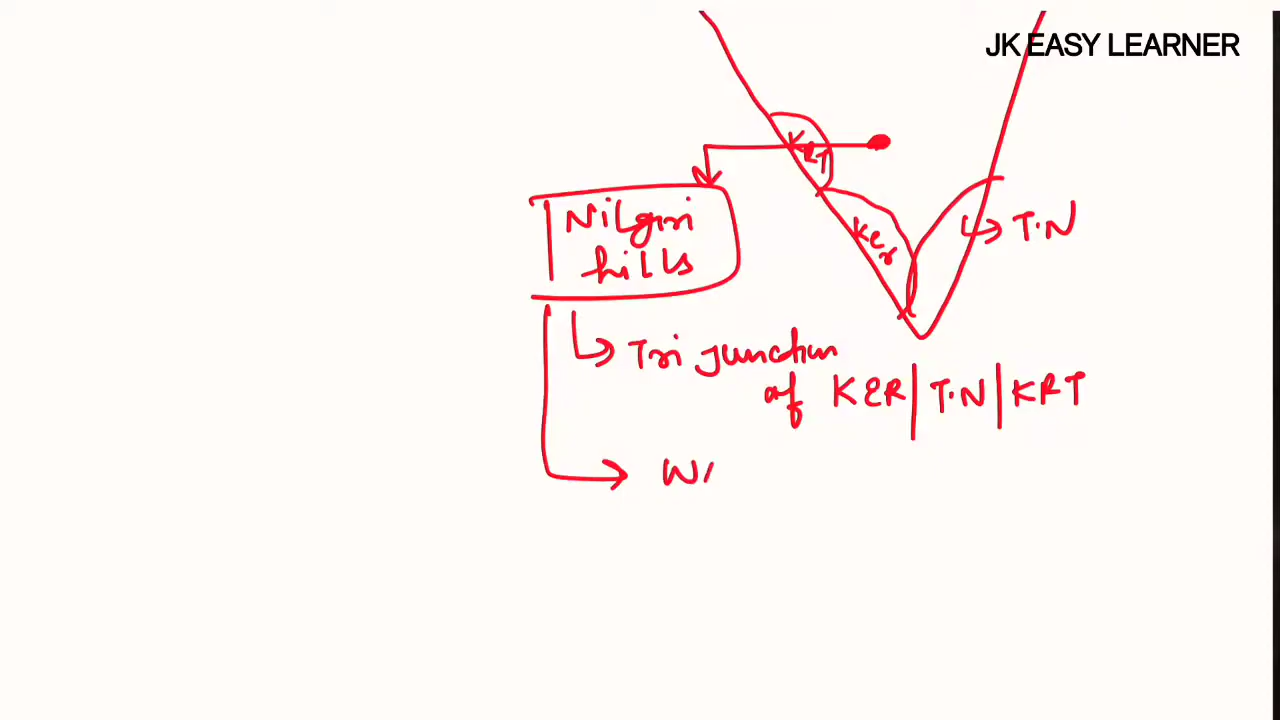 JK EASY LEARNER
KRT
Ker
T.N
Nilgiri
hills
Tri junction
of KER|T.N|KRT